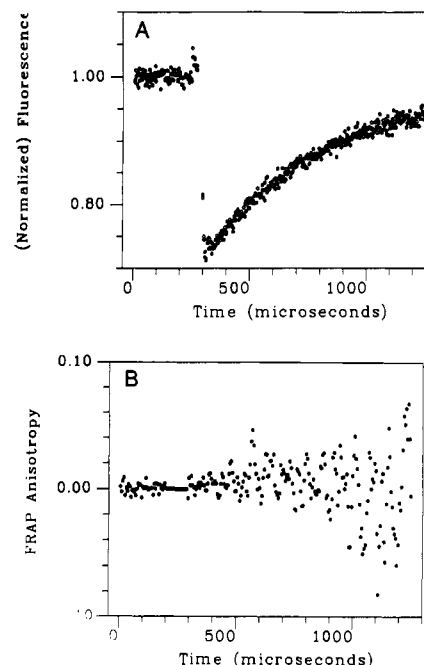 A
(Normalized) Fluorescence
1.00
0.80
0
500
1000
Time (microseconds)
B
FRAP Anisotropy
0.10
0.00
0
500
1000
Time (microseconds)